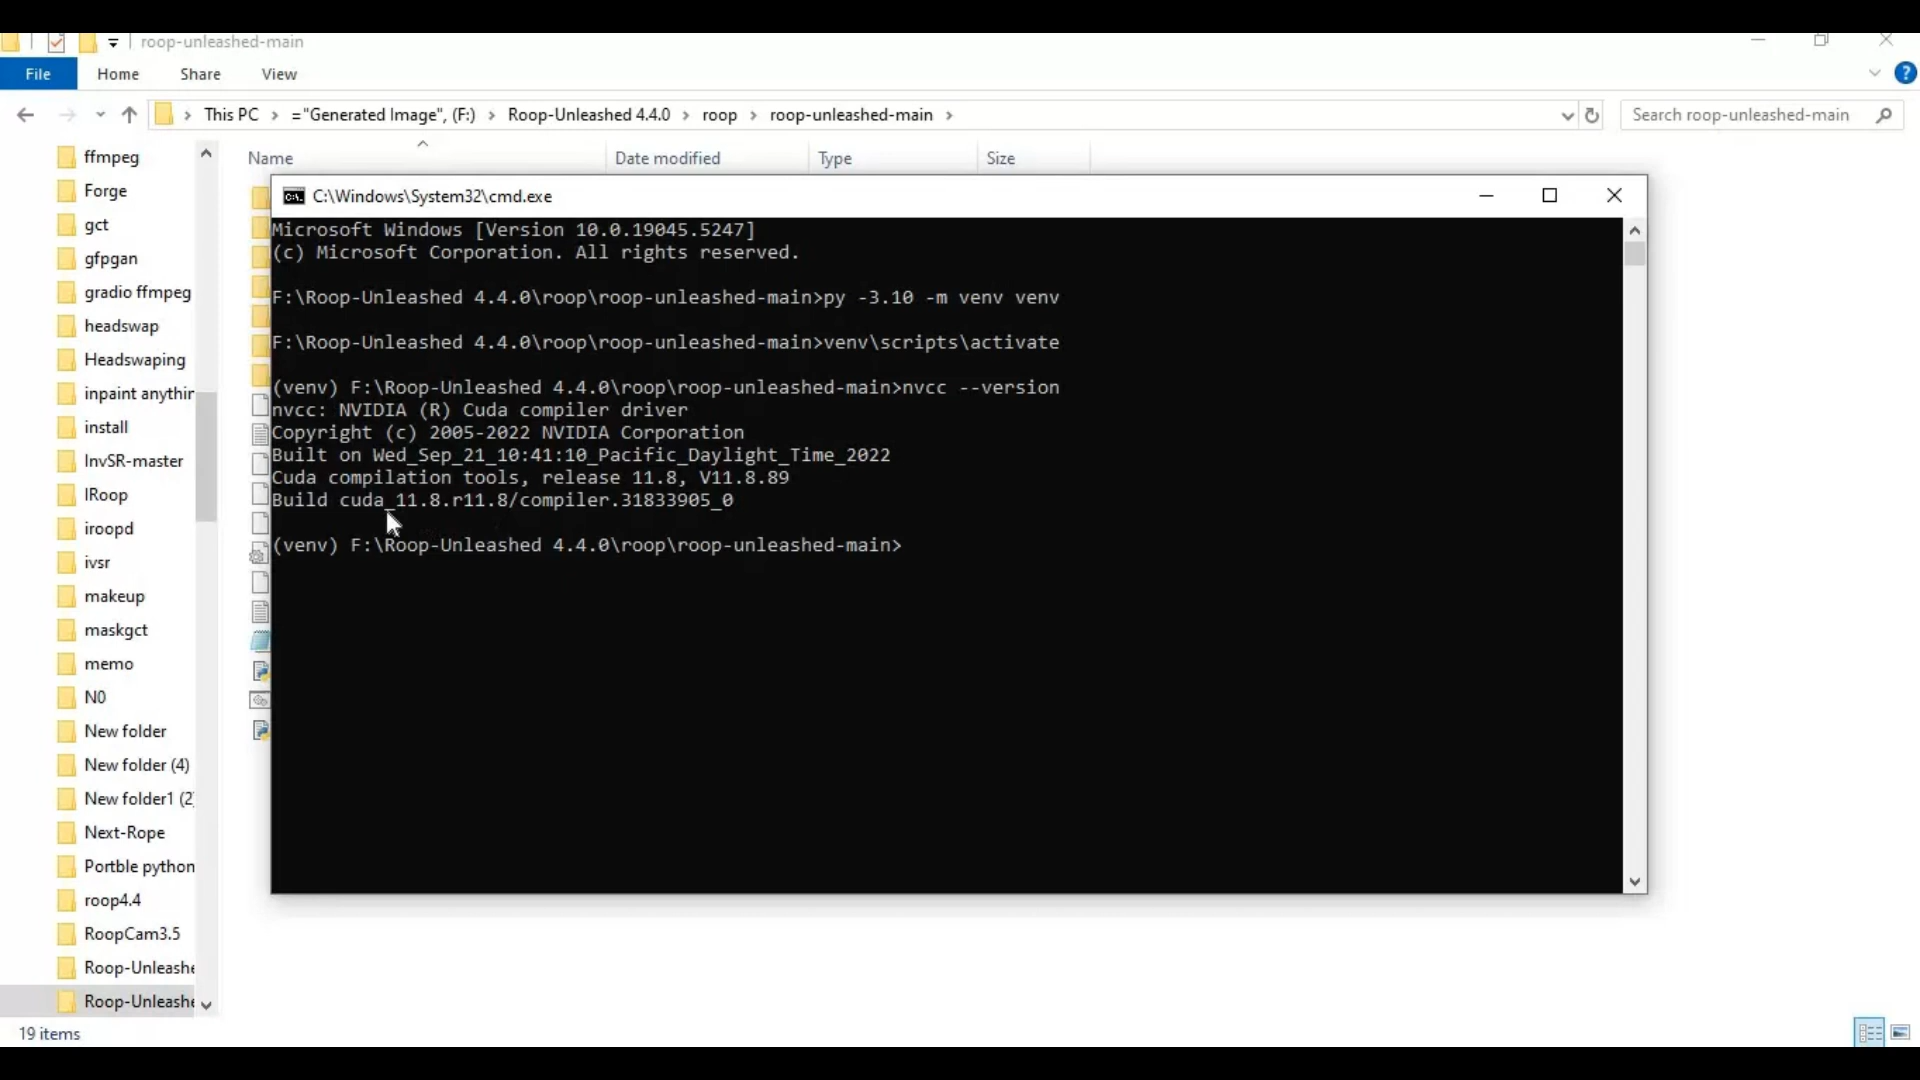 roop-unleashed-main
File Home Share View
This PC > ="Generated Image", (F:) > Roop-Unleashed 4.4.0 > roop > roop-unleashed-main >
Search roop-unleashed-main
Name Date modified Type Size
ffmpeg
Forge
gct
gfpgan
gradio ffmpeg
headswap
Headswaping
inpaint anythin
install
InvSR-master
IRoop
iroopd
ivsr
makeup
maskgct
memo
N0
New folder
New folder (4)
New folder1 (2)
Next-Rope
Portble python
roop4.4
RoopCam3.5
Roop-Unleashe
Roop-Unleashe
19 items
C:\Windows\System32\cmd.exe
Microsoft Windows [Version 10.0.19045.5247]
(c) Microsoft Corporation. All rights reserved.
F:\Roop-Unleashed 4.4.0\roop\roop-unleashed-main>py -3.10 -m venv venv
F:\Roop-Unleashed 4.4.0\roop\roop-unleashed-main>venv\scripts\activate
(venv) F:\Roop-Unleashed 4.4.0\roop\roop-unleashed-main>nvcc --version
nvcc: NVIDIA (R) Cuda compiler driver
Copyright (c) 2005-2022 NVIDIA Corporation
Built on Wed_Sep_21_10:41:10_Pacific_Daylight_Time_2022
Cuda compilation tools, release 11.8, V11.8.89
Build cuda_11.8.r11.8/compiler.31833905_0
(venv) F:\Roop-Unleashed 4.4.0\roop\roop-unleashed-main>